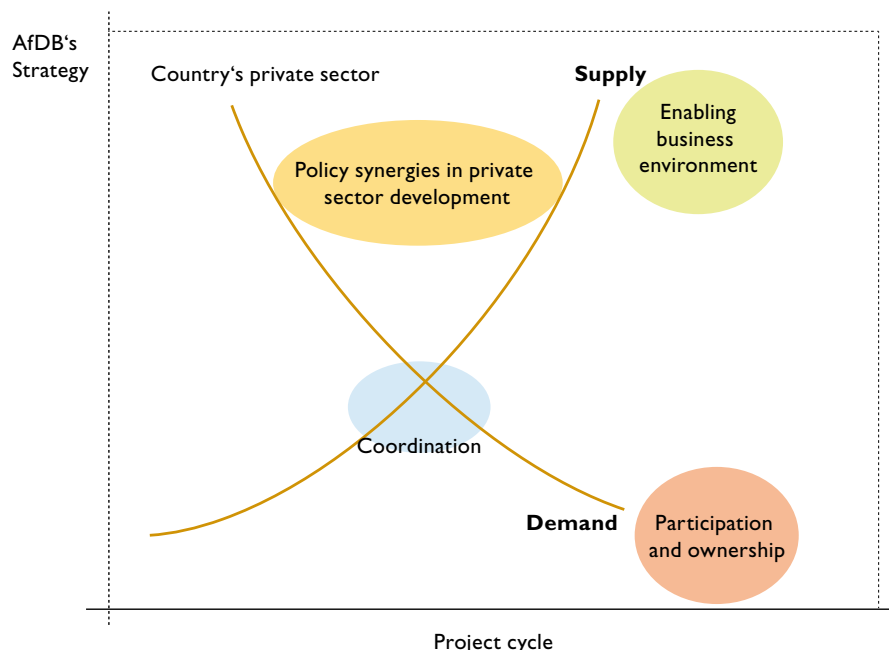 AfDB‘s
Strategy
Country‘s private sector
Supply
Enabling
business
environment
Policy synergies in private
sector development
Coordination
Demand
Participation
and ownership
Project cycle